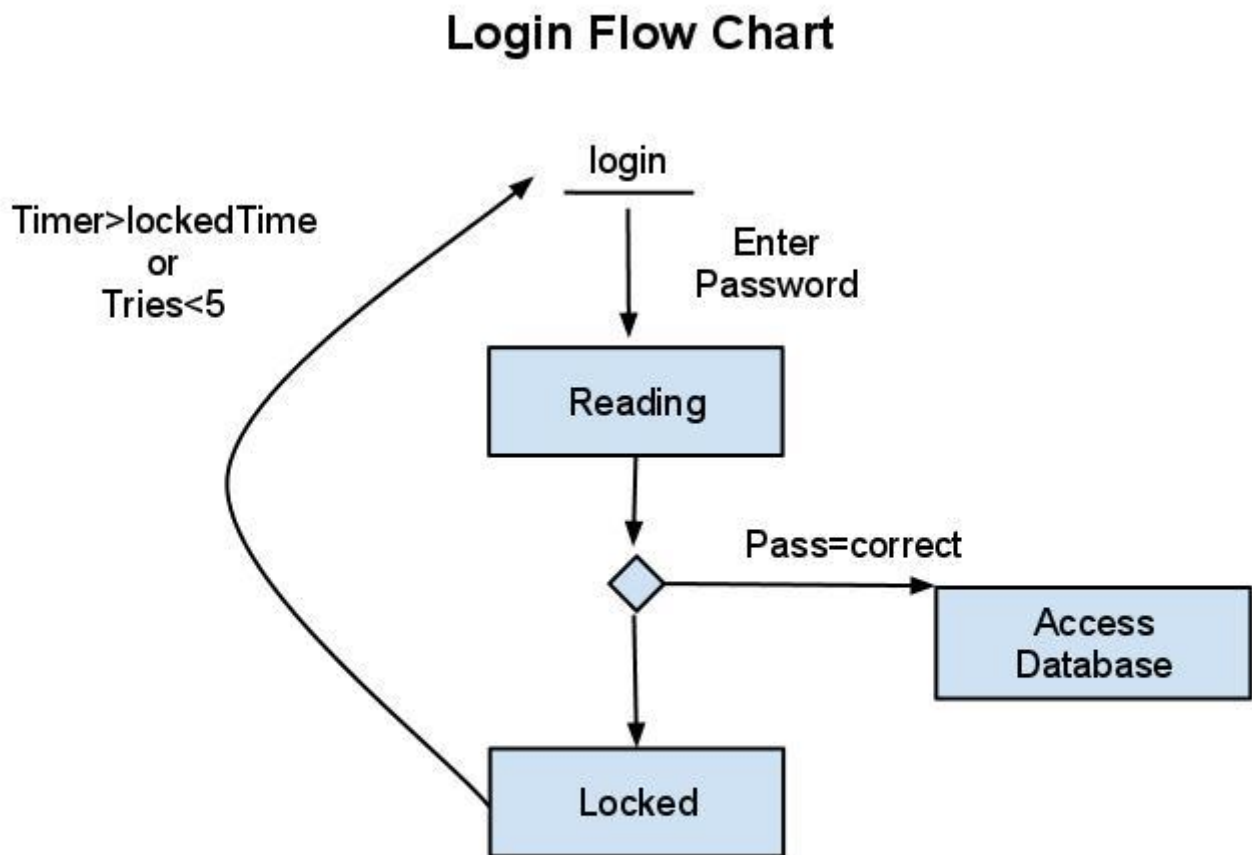 Login Flow Chart
login
Timer>lockedTime
or
Tries<5
Enter
Password
Reading
Pass=correct
Access
Database
Locked